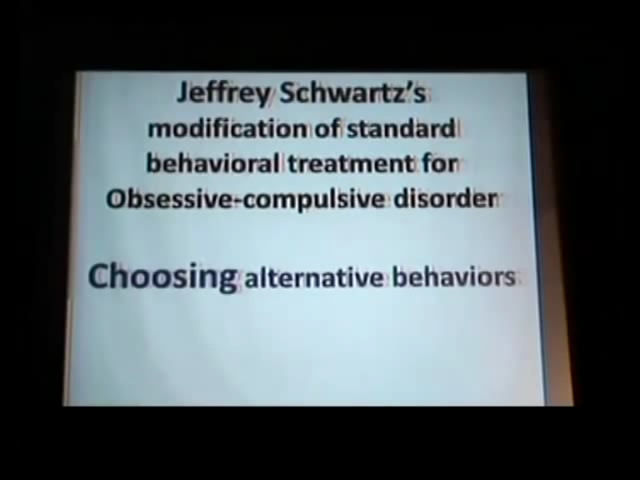 Jeffrey Schwartz's
modification of standard
behavioral treatment for
Obsessive-compulsive disorder
Choosing alternative behaviors